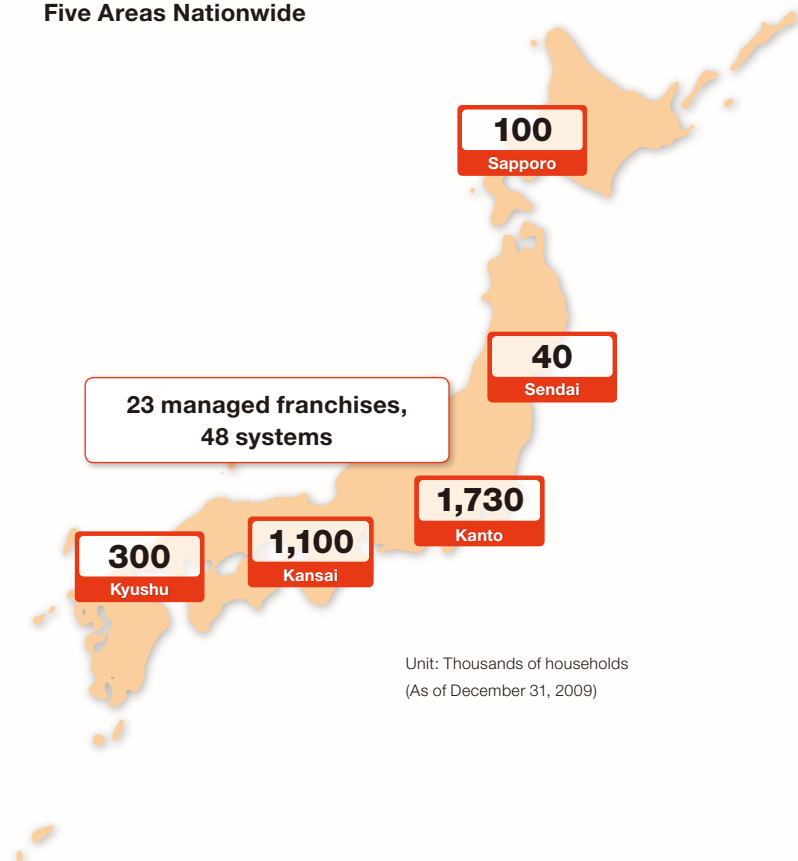 Five Areas Nationwide
100
Sapporo
40
Sendai
23 managed franchises,
48 systems
1,730
Kanto
1,100
Kansai
300
Kyushu
Unit: Thousands of households
(As of December 31, 2009)